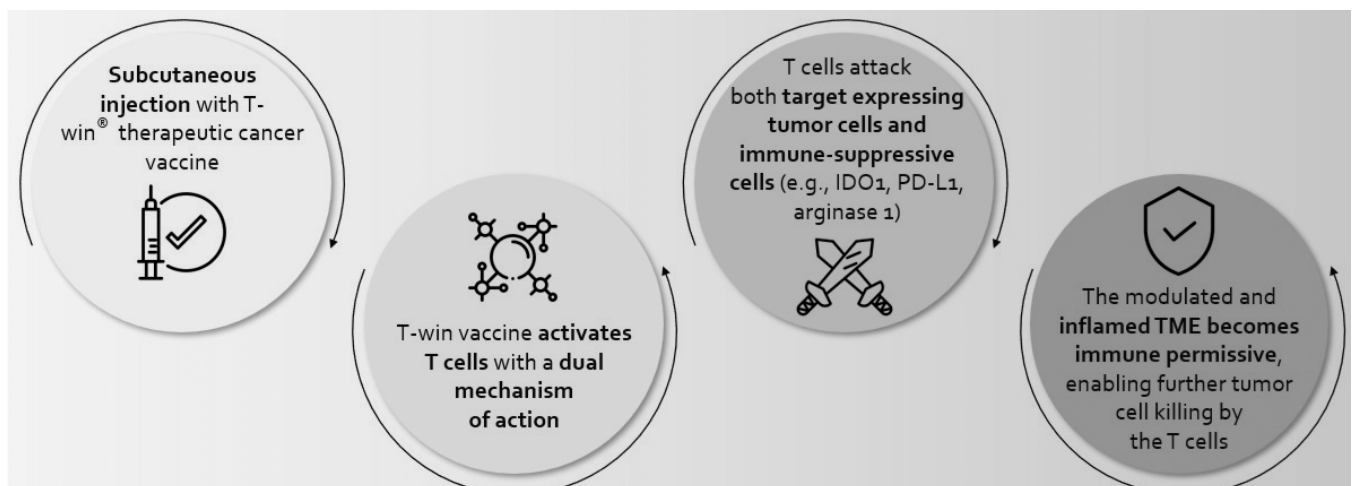 Subcutaneous
injection with T-
win® therapeutic cancer
vaccine
T-win vaccine activates
T cells with a dual
mechanism
of action
T cells attack
both target expressing
tumor cells and
immune-suppressive
cells (e.g., IDO1, PD-L1,
arginase 1)
The modulated and
inflamed TME becomes
immune permissive,
enabling further tumor
cell killing by
the T cells